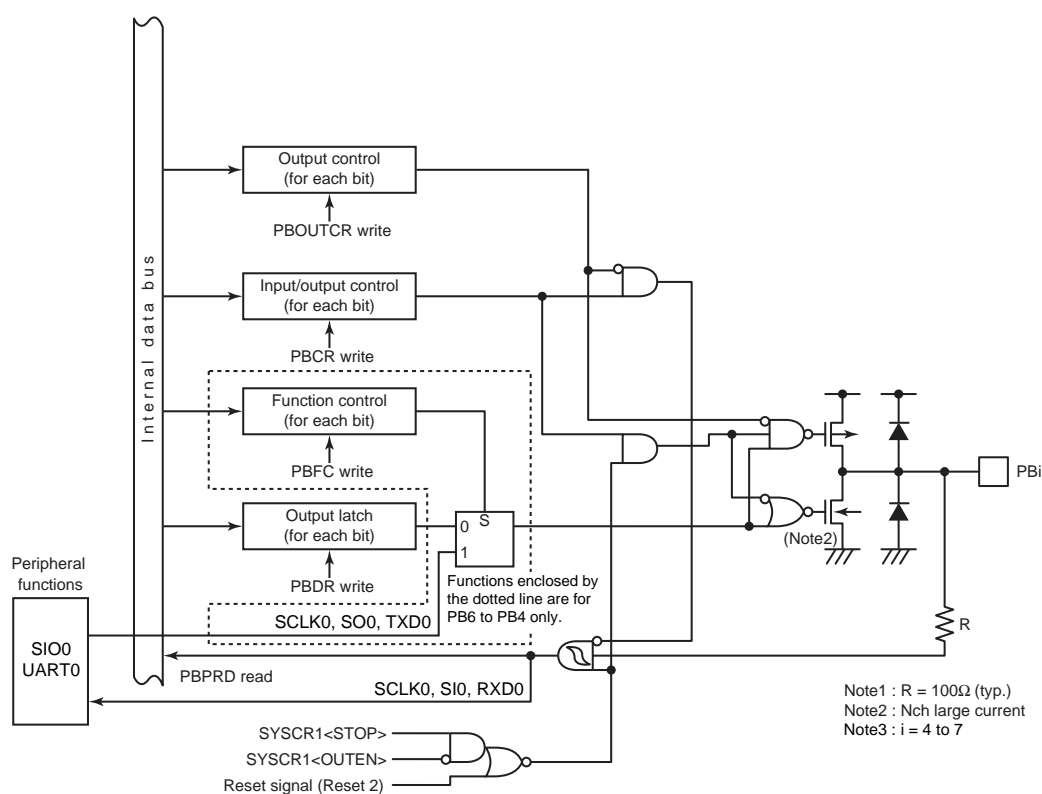 Internal data bus
Output control
(for each bit)
PBOUTCR write
Input/output control
(for each bit)
PBCR write
Function control
(for each bit)
PBFC write
Output latch
(for each bit)
PBDR write
0 S
1
Functions enclosed by
the dotted line are for
PB6 to PB4 only.
Peripheral
functions
SIO0
UART0
SCLK0, SO0, TXD0
PBPRD read
SCLK0, SI0, RXD0
SYSCR1<STOP>
SYSCR1<OUTEN>
Reset signal (Reset 2)
(Note2)
PBi
R
Note1 : R = 100Ω (typ.)
Note2 : Nch large current
Note3 : i = 4 to 7